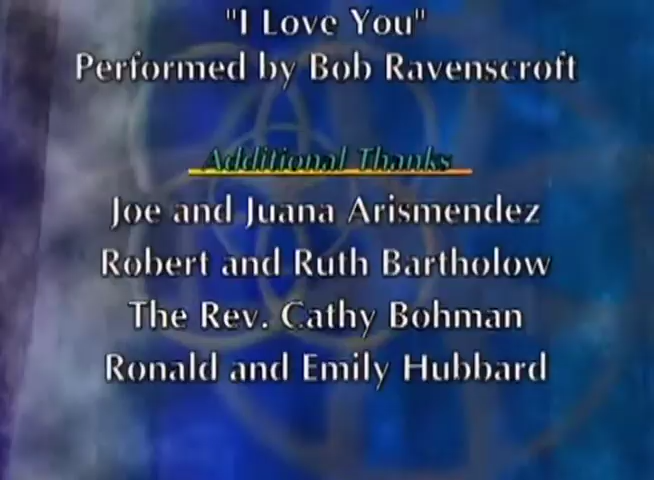 "I Love You"
Performed by Bob Ravenscroft
Additional Thanks
Joe and Juana Arismendez
Robert and Ruth Bartholow
The Rev. Cathy Bohman
Ronald and Emily Hubbard